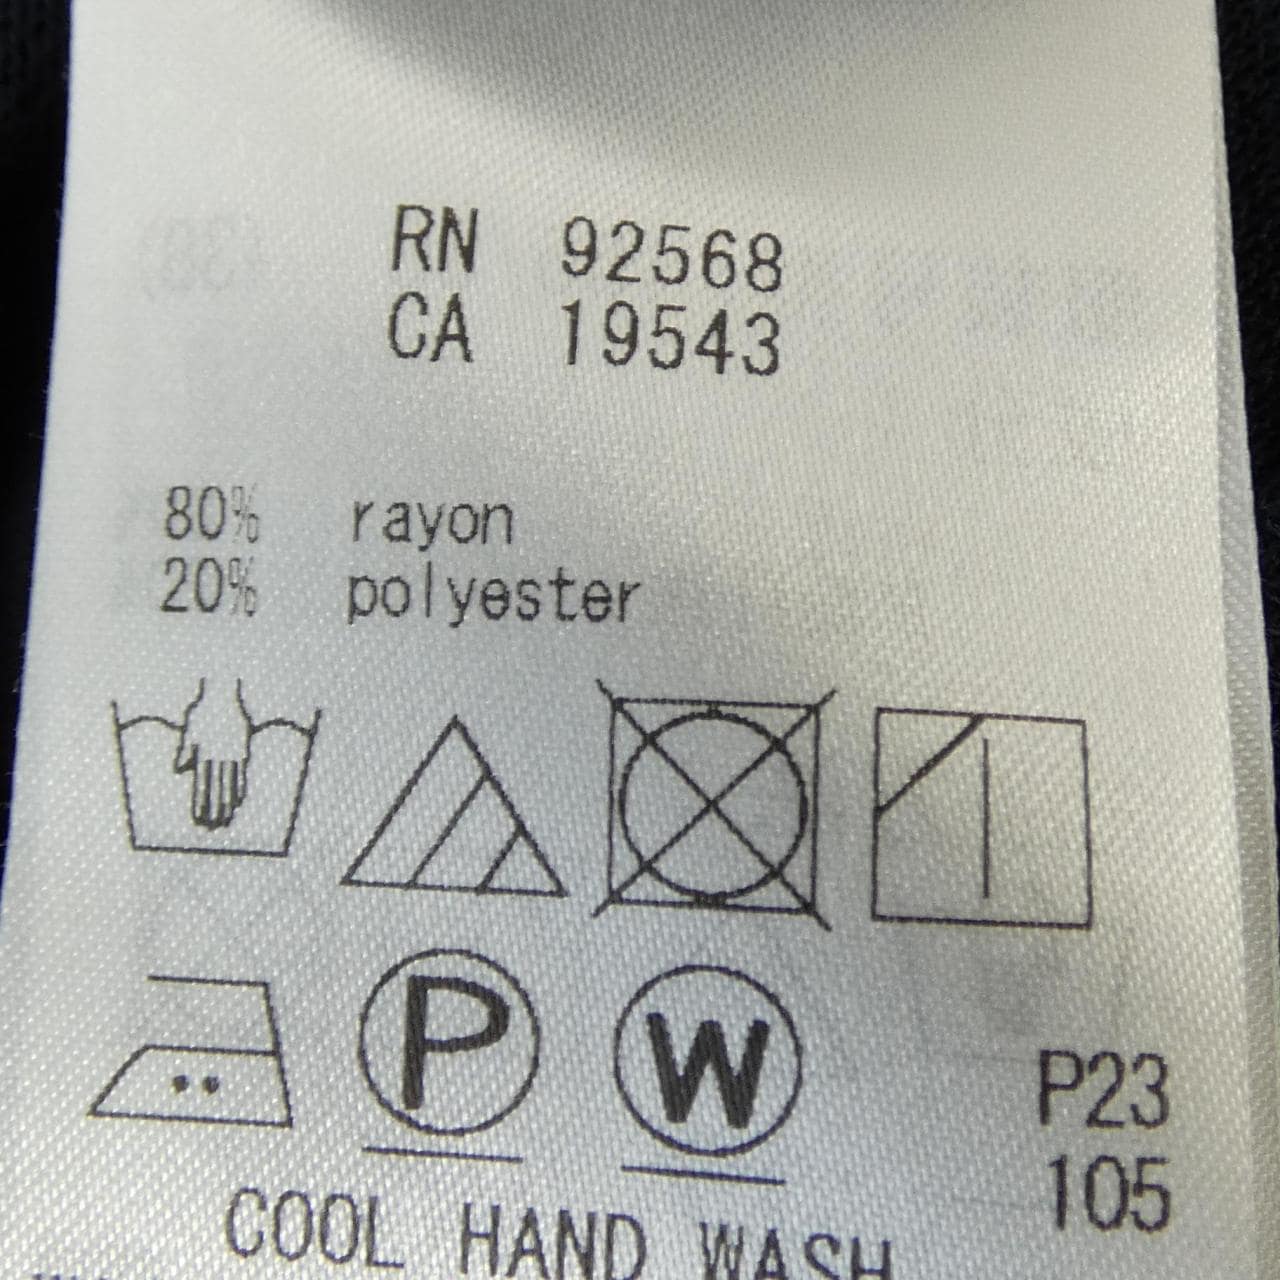 RN 92568
CA 19543
80% rayon
20% polyester
P W
P23
105
COOL HAND WASH